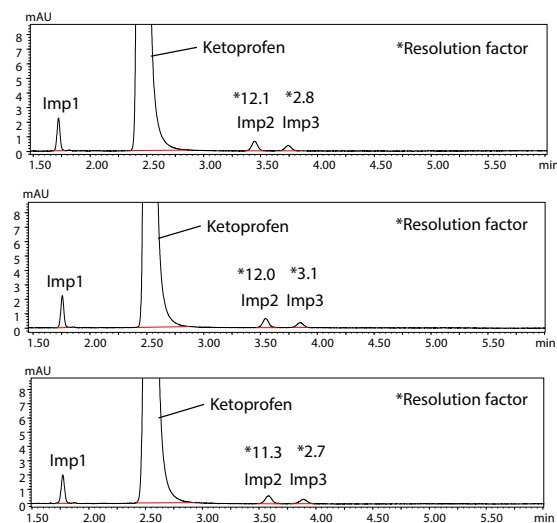 mAU
8
7
6
5
4
3
2
1
0
Ketoprofen
*Resolution factor
Imp1
*12.1
*2.8
Imp2
Imp3
1.50 2.00 2.50 3.00 3.50 4.00 4.50 5.00 5.50 min
mAU
8
7
6
5
4
3
2
1
0
Ketoprofen
*Resolution factor
Imp1
*12.0
*3.1
Imp2
Imp3
1.50 2.00 2.50 3.00 3.50 4.00 4.50 5.00 5.50 min
mAU
8
7
6
5
4
3
2
1
0
Ketoprofen
*Resolution factor
Imp1
*11.3
*2.7
Imp2
Imp3
1.50 2.00 2.50 3.00 3.50 4.00 4.50 5.00 5.50 min